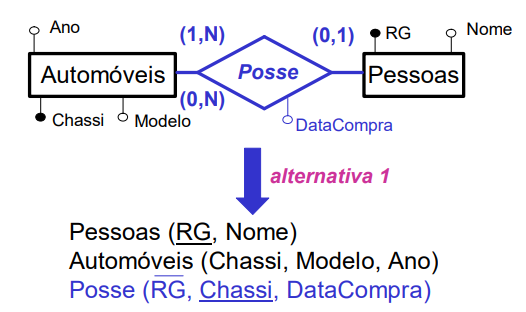 Ano
(1,N)
(0,1)
RG
Nome
Automóveis
Posse
Pessoas
(0,N)
Chassi
Modelo
DataCompra
alternativa 1
Pessoas (RG, Nome)
Automóveis (Chassi, Modelo, Ano)
Posse (RG, Chassi, DataCompra)